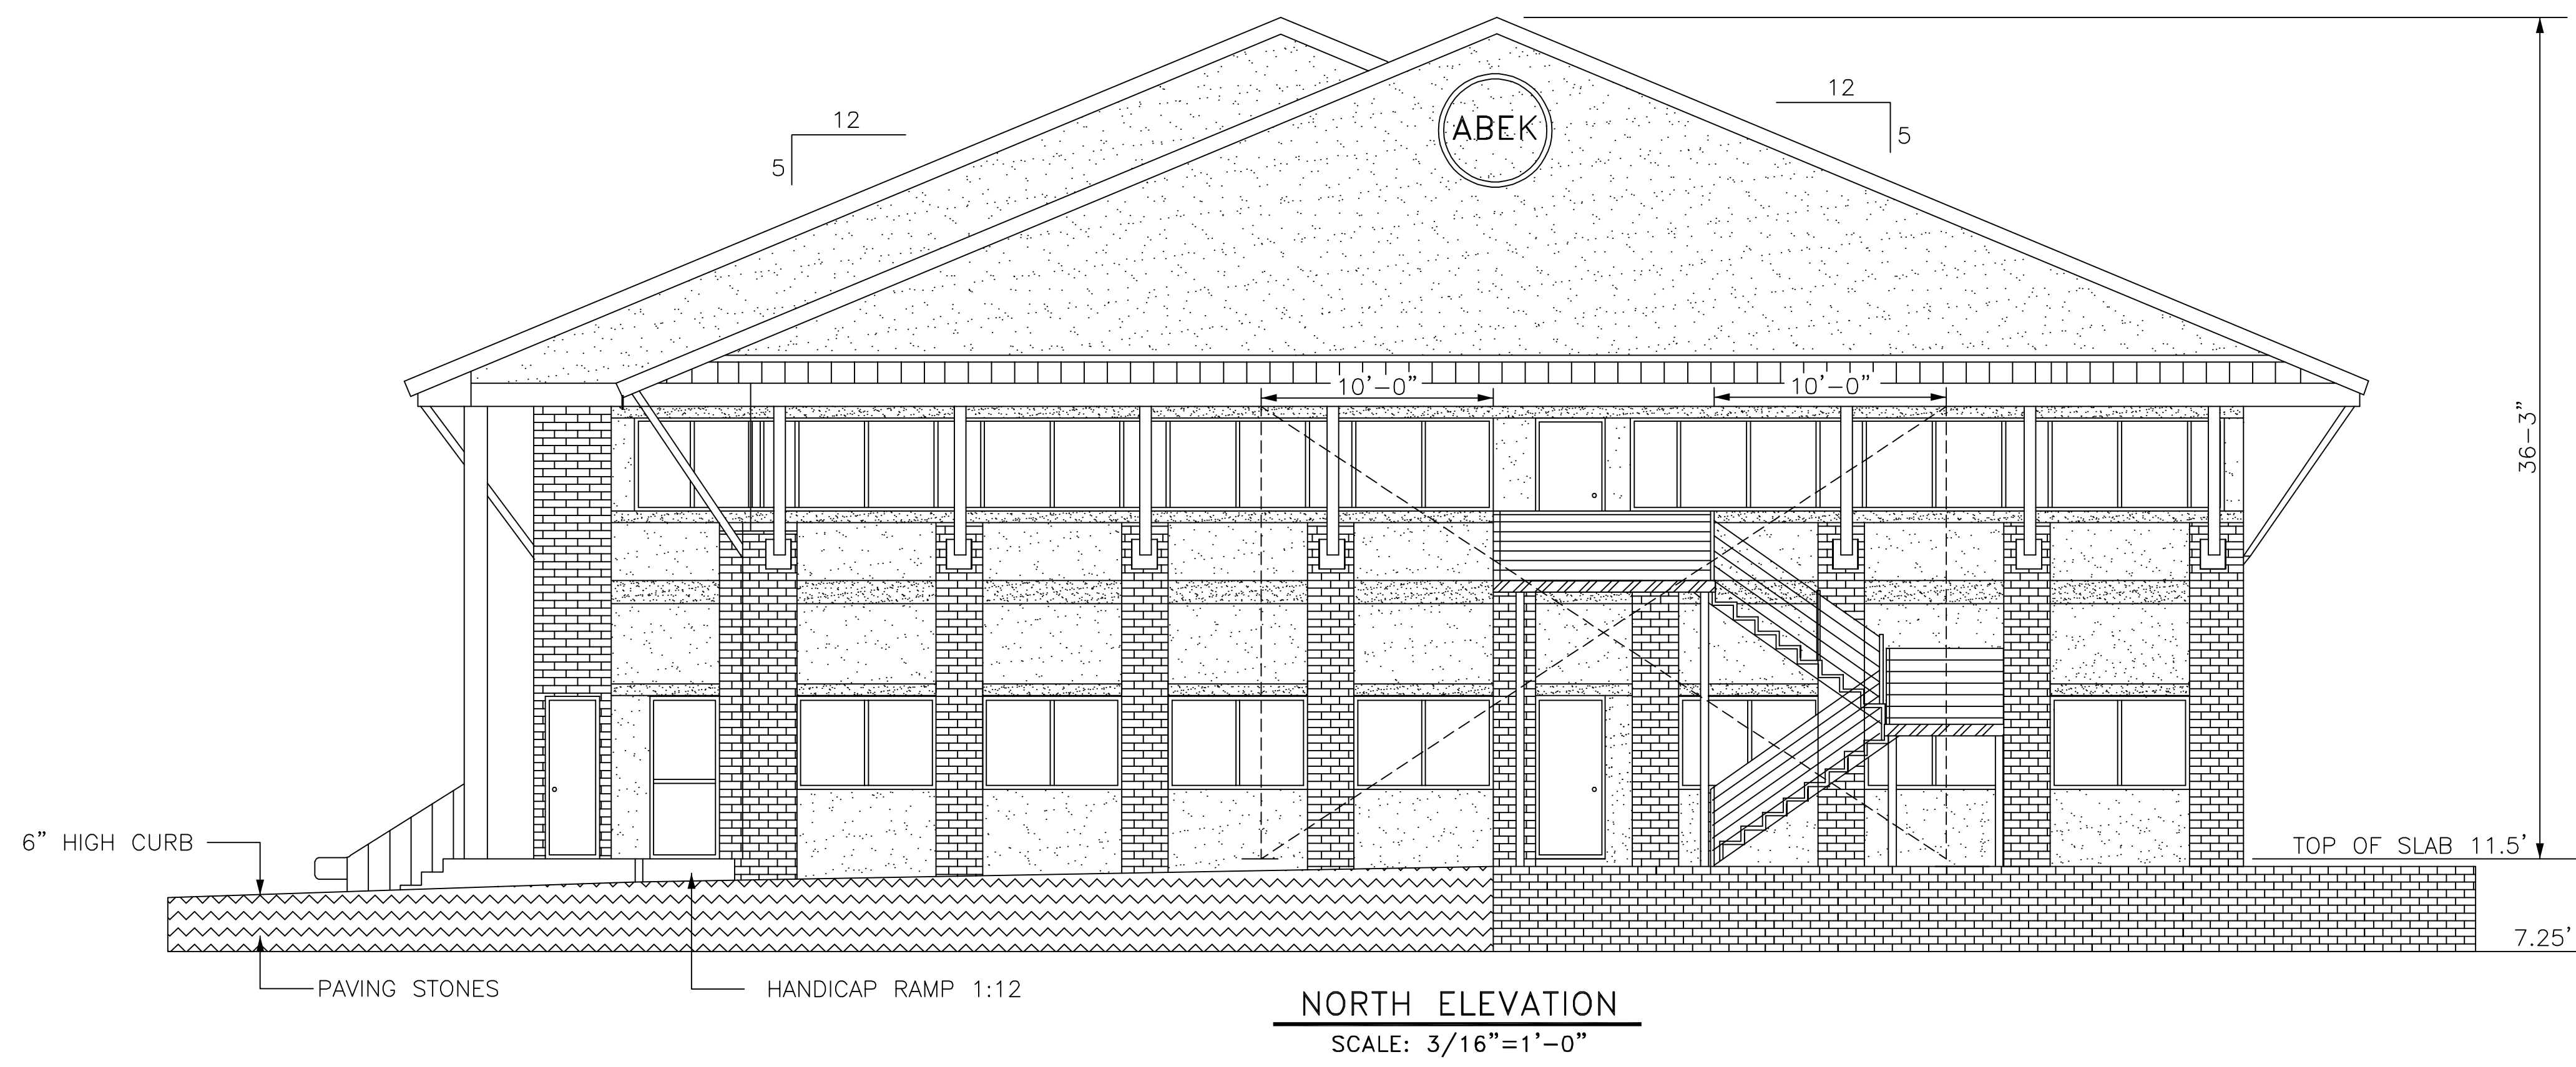 12
5
ABEK
12
5
10'-0"
10'-0"
36-3"
6" HIGH CURB
TOP OF SLAB 11.5'
7.25'
PAVING STONES
HANDICAP RAMP 1:12
NORTH ELEVATION
SCALE: 3/16"=1'-0"